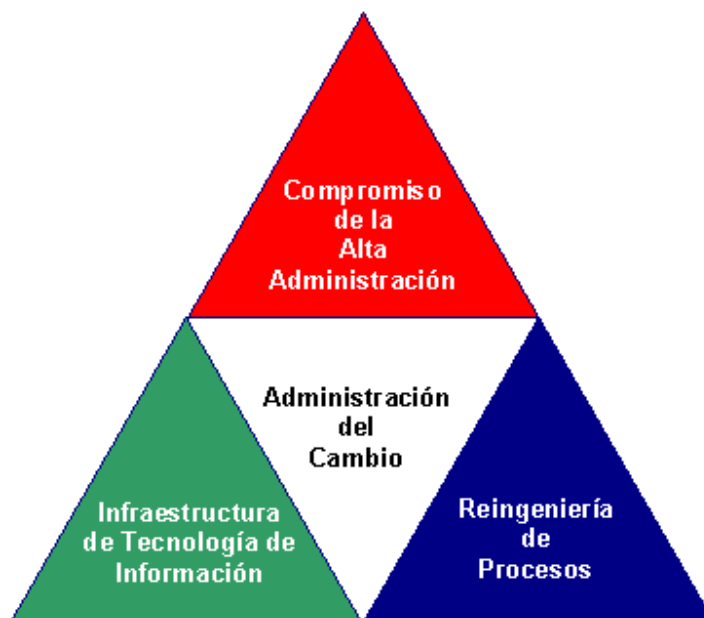 Compromiso
de la
Alta
Administración
Administración
del
Cambio
Infraestructura
de Tecnología de
Información
Reingeniería
de
Procesos